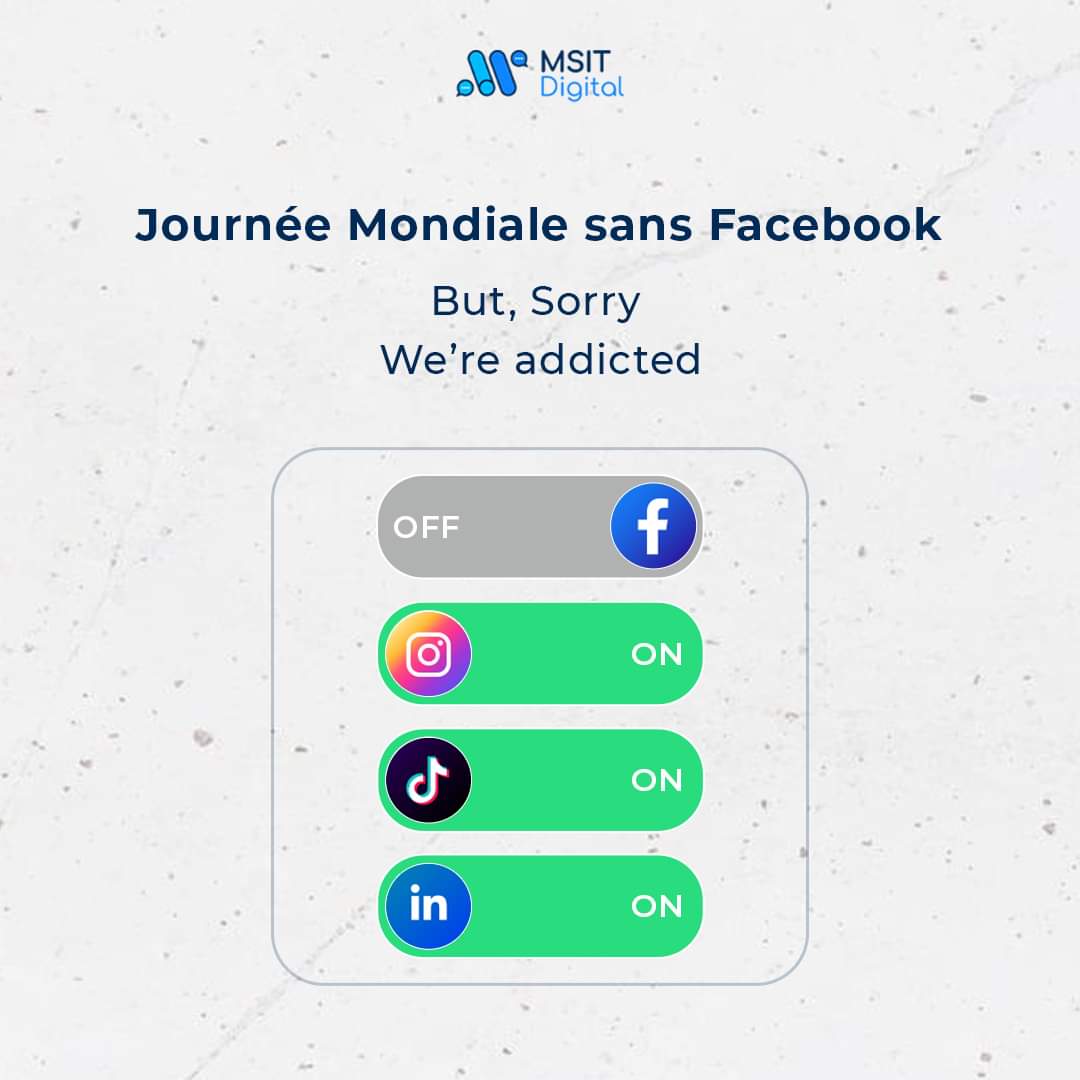 MSIT
Digital
Journée Mondiale sans Facebook
But, Sorry
We’re addicted
OFF
ON
ON
in ON